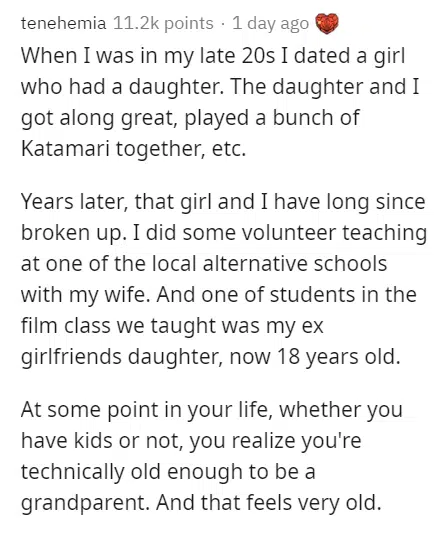 tenehemia 11.2k points · 1 day ago
When I was in my late 20s I dated a girl
who had a daughter. The daughter and I
got along great, played a bunch of
Katamari together, etc.
Years later, that girl and I have long since
broken up. I did some volunteer teaching
at one of the local alternative schools
with my wife. And one of students in the
film class we taught was my ex
girlfriends daughter, now 18 years old.
At some point in your life, whether you
have kids or not, you realize you're
technically old enough to be a
grandparent. And that feels very old.